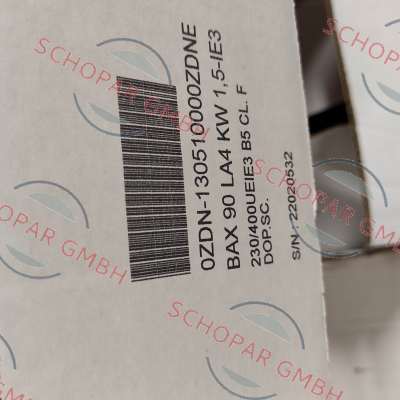 0ZDN-130510000ZDNE
BAX 90 LA4 KW 1,5-IE3
230/400UEIE3 B5 CL. F
DOP.SC.
S/N : 22020532
SCHOPAR GMBH
SCHOPAR GMBH
SCHOPAR GMBH
SCHOPAR GMBH
SCHOPAR GMBH